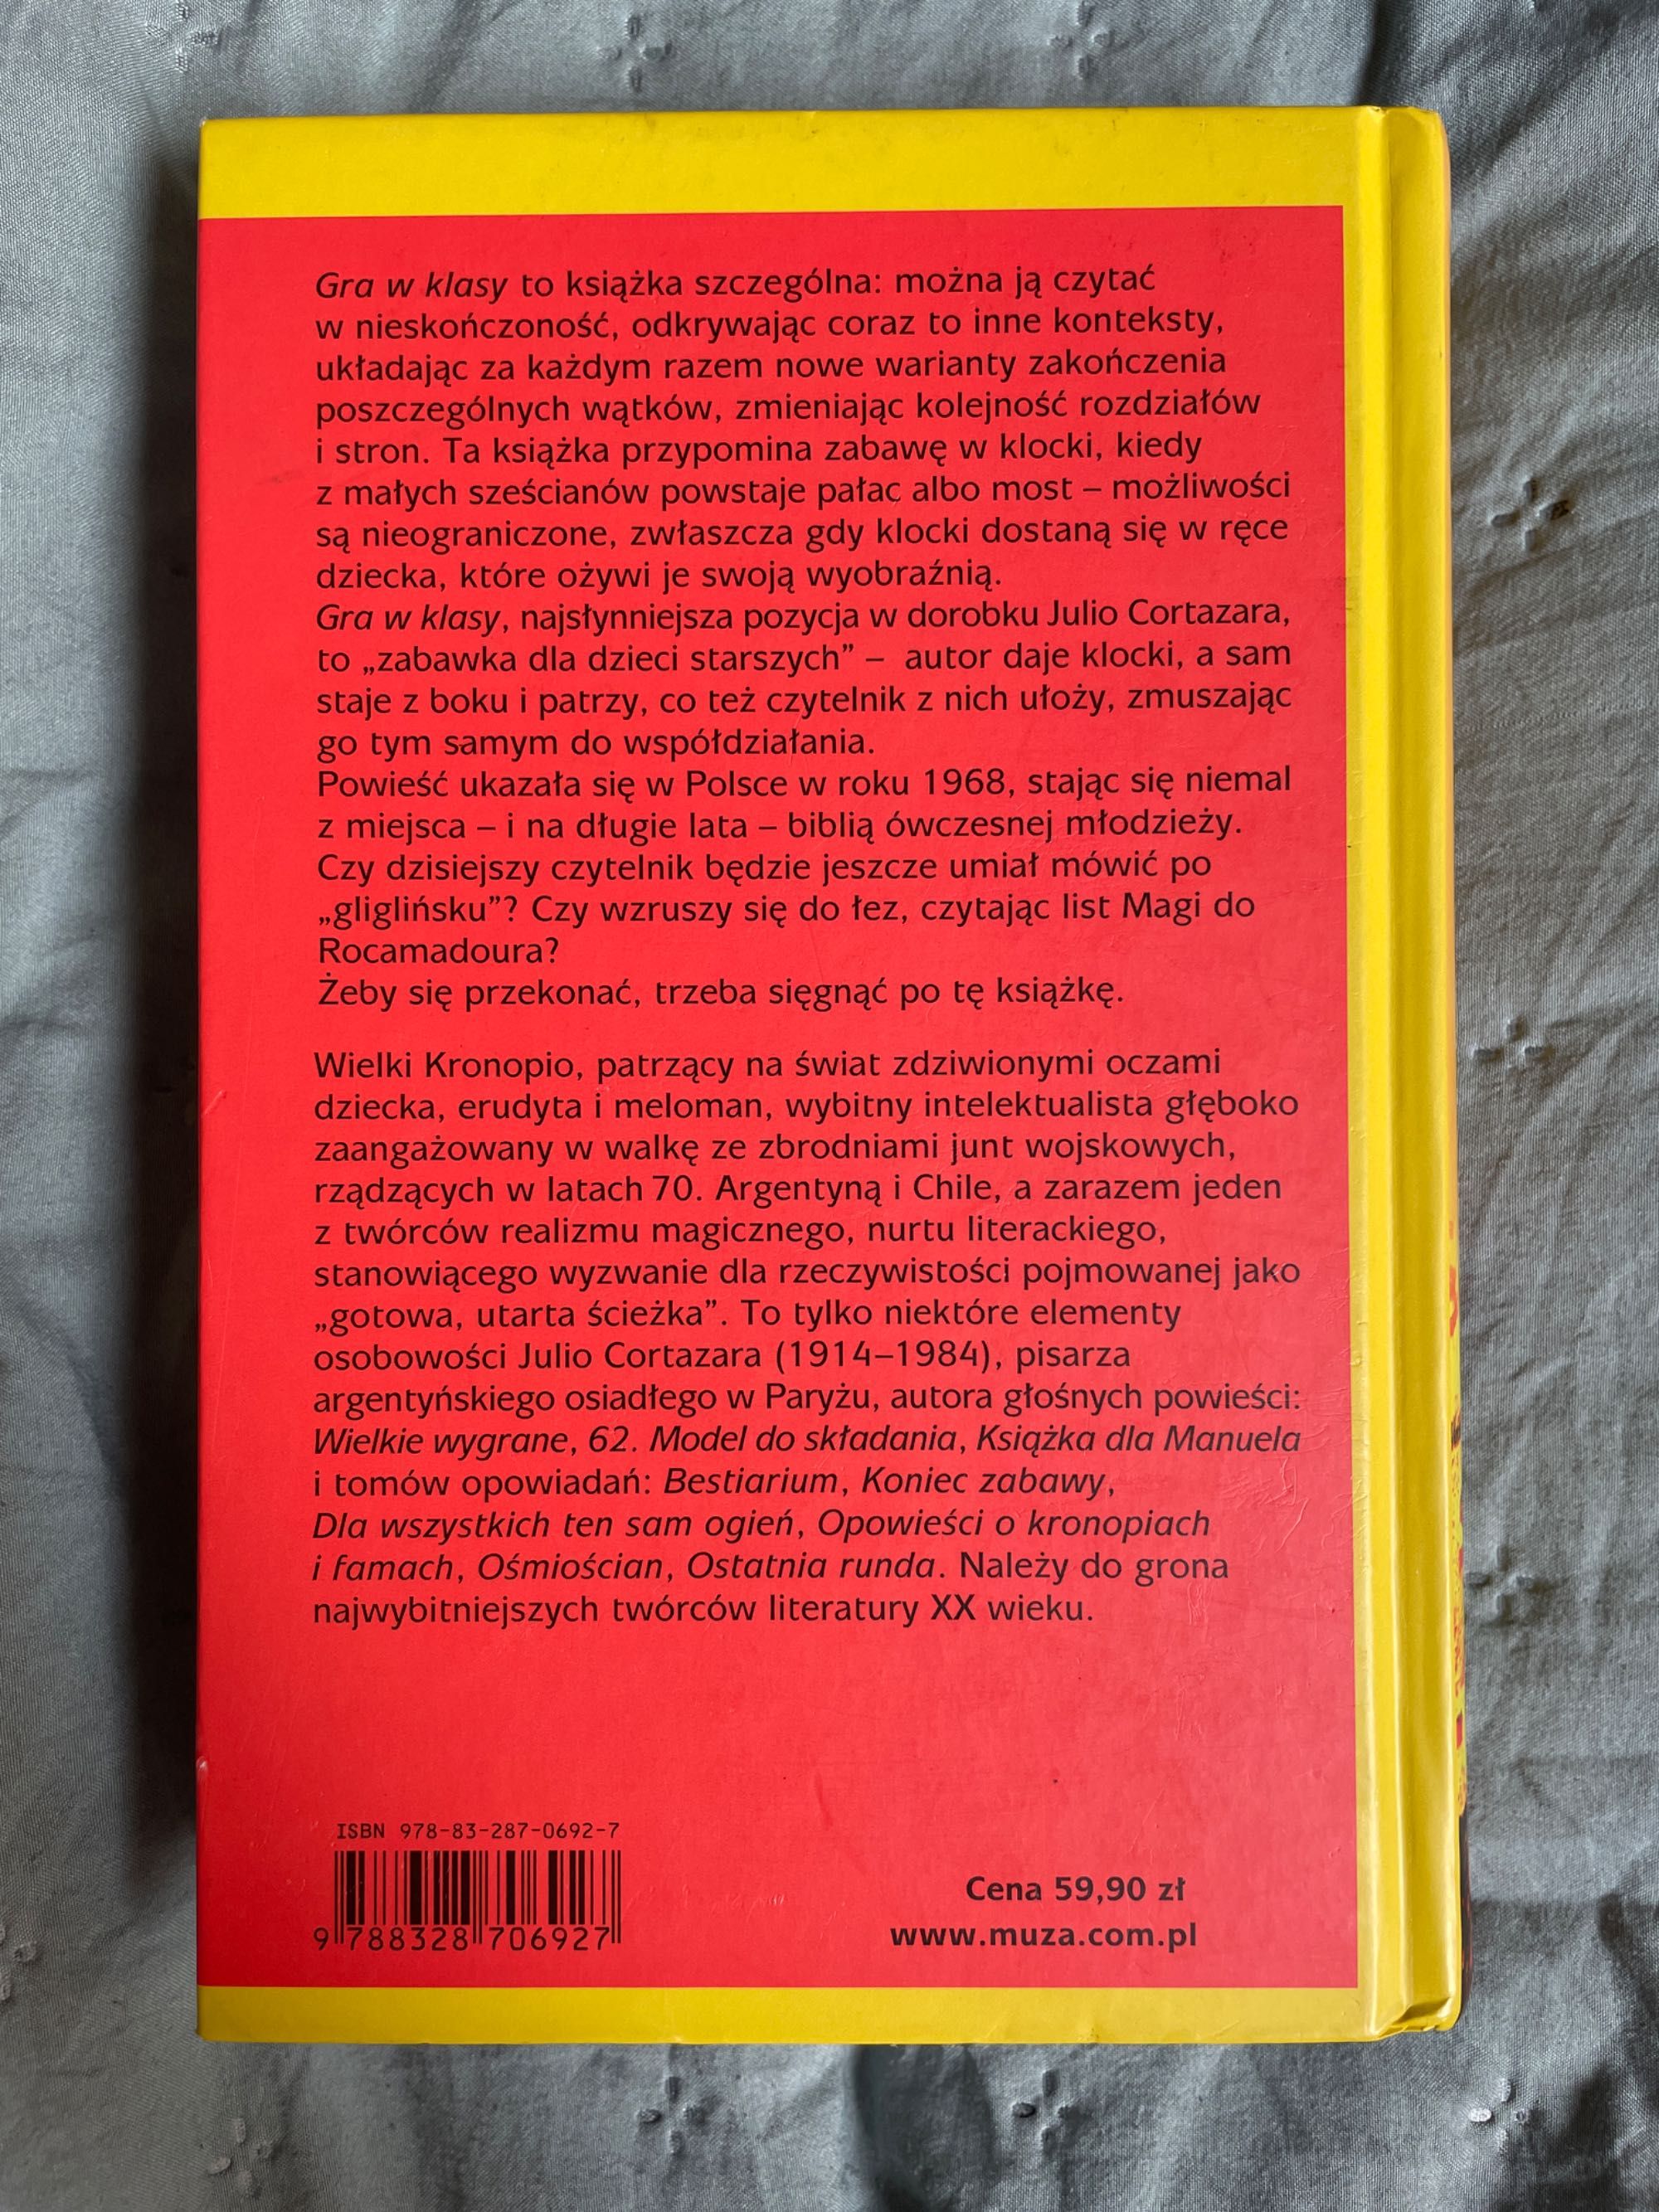 Gra w klasy to książka szczególna: można ją czytać
w nieskończoność, odkrywając coraz to inne konteksty,
układając za każdym razem nowe warianty zakończenia
poszczególnych wątków, zmieniając kolejność rozdziałów
i stron. Ta książka przypomina zabawę w klocki, kiedy
z małych sześcianów powstaje pałac albo most – możliwości
są nieograniczone, zwłaszcza gdy klocki dostaną się w ręce
dziecka, które ożywi je swoją wyobraźnią.
Gra w klasy, najsłynniejsza pozycja w dorobku Julio Cortazara,
to „zabawka dla dzieci starszych” – autor daje klocki, a sam
staje z boku i patrzy, co też czytelnik z nich ułoży, zmuszając
go tym samym do współdziałania.
Powieść ukazała się w Polsce w roku 1968, stając się niemal
z miejsca – i na długie lata – biblią ówczesnej młodzieży.
Czy dzisiejszy czytelnik będzie jeszcze umiał mówić po
„gliglińsku”? Czy wzruszy się do łez, czytając list Magi do
Rocamadoura?
Żeby się przekonać, trzeba sięgnąć po tę książkę.
Wielki Kronopio, patrzący na świat zdziwionymi oczami
dziecka, erudyta i meloman, wybitny intelektualista głęboko
zaangażowany w walkę ze zbrodniami junt wojskowych,
rządzących w latach 70. Argentyną i Chile, a zarazem jeden
z twórców realizmu magicznego, nurtu literackiego,
stanowiącego wyzwanie dla rzeczywistości pojmowanej jako
„gotowa, utarta ścieżka”. To tylko niektóre elementy
osobowości Julio Cortazara (1914–1984), pisarza
argentyńskiego osiadłego w Paryżu, autora głośnych powieści:
Wielkie wygrane, 62. Model do składania, Książka dla Manuela
i tomów opowiadań: Bestiarium, Koniec zabawy,
Dla wszystkich ten sam ogień, Opowieści o kronopiach
i famach, Ośmiościan, Ostatnia runda. Należy do grona
najwybitniejszych twórców literatury XX wieku.
ISBN 978-83-287-0692-7
9 788328 706927
Cena 59,90 zł
www.muza.com.pl